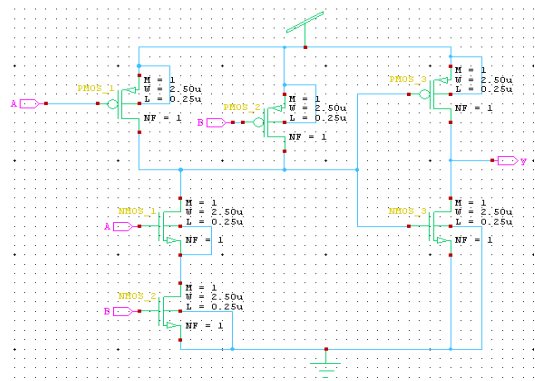 PMOS_1
M = 1
W = 2.50u
L = 0.25u
NF = 1
A
PMOS_2
M = 1
W = 2.50u
L = 0.25u
NF = 1
B
PMOS_3
M = 1
W = 2.50u
L = 0.25u
NF = 1
y
NMOS_1
M = 1
W = 2.50u
L = 0.25u
NF = 1
A
NMOS_3
M = 1
W = 2.50u
L = 0.25u
NF = 1
NMOS_2
M = 1
W = 2.50u
L = 0.25u
NF = 1
B